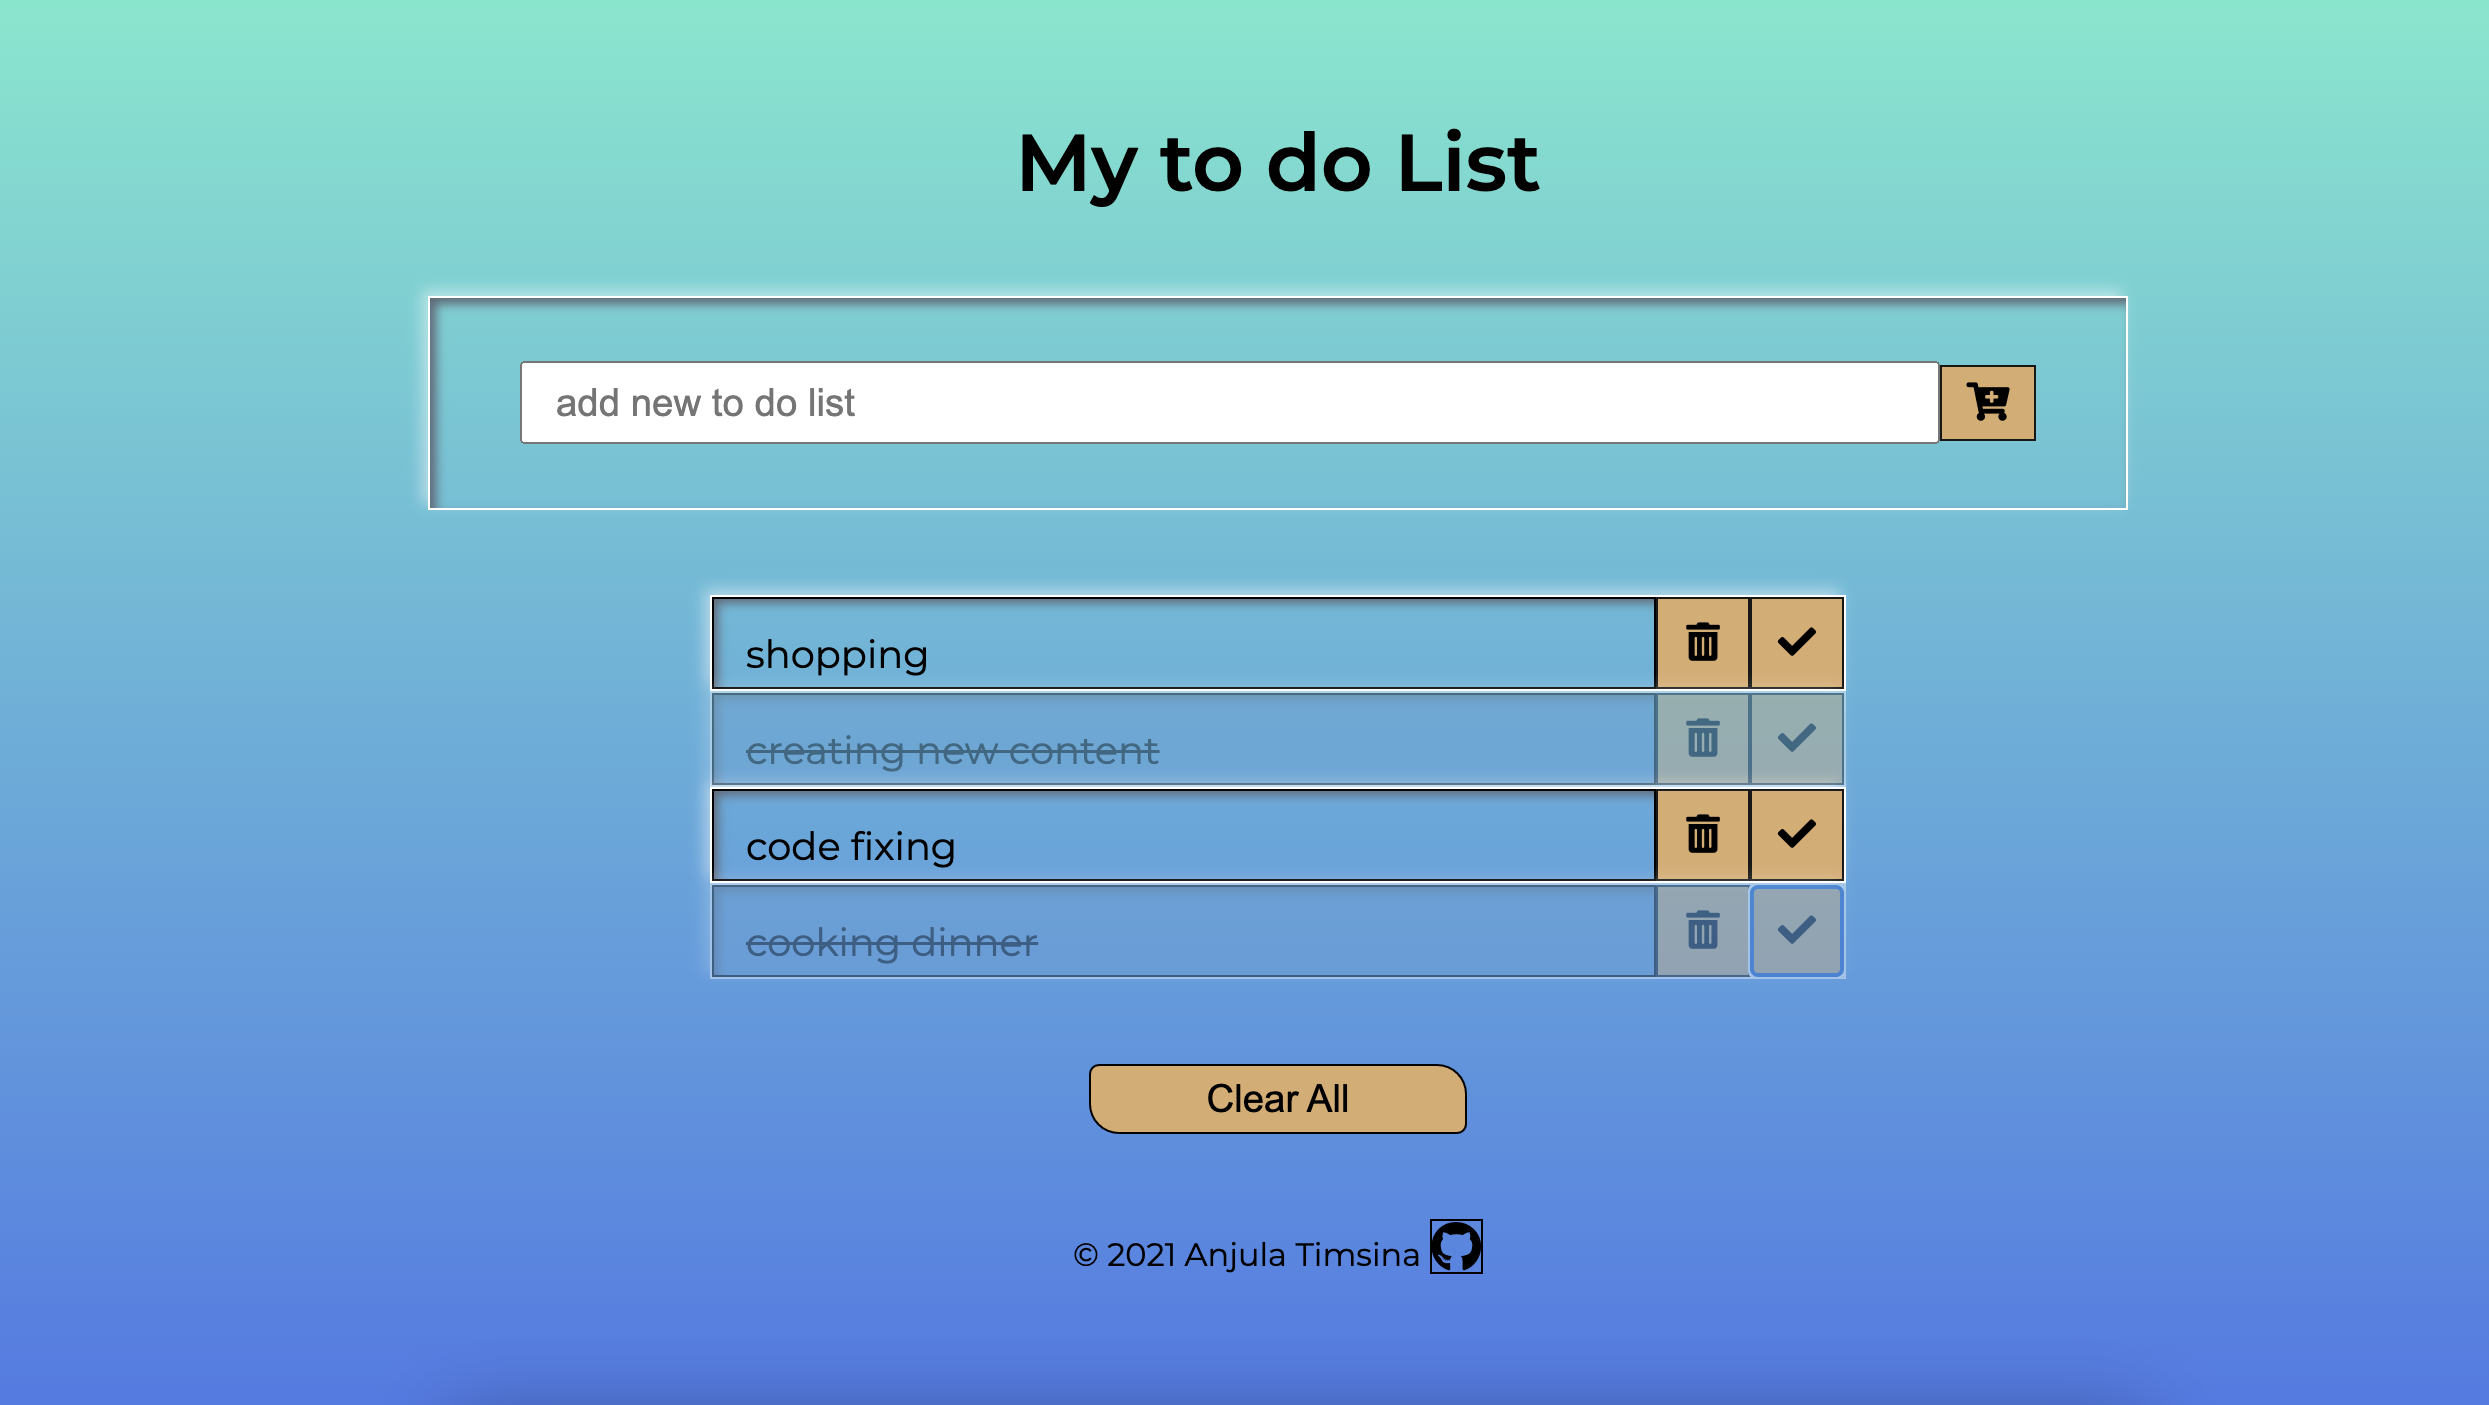 My to do List
add new to do list
shopping
creating new content
code fixing
cooking dinner
Clear All
© 2021 Anjula Timsina